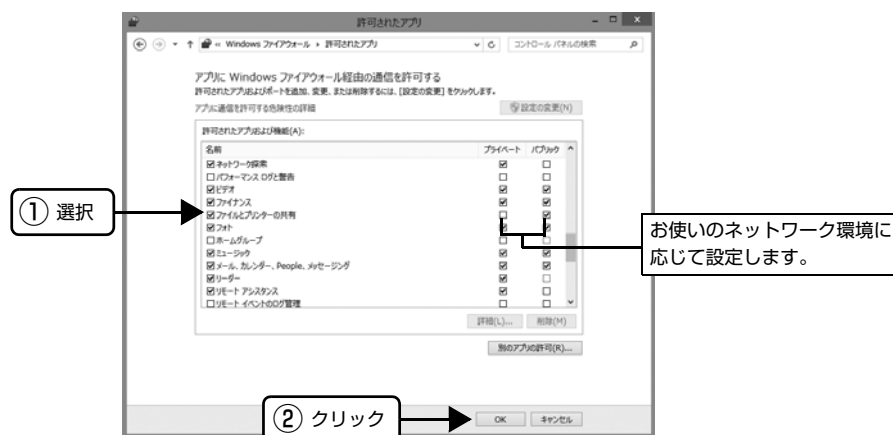 許可されたアプリ
« Windows ファイアウォール › 許可されたアプリ
コントロール パネルの検索
アプリに Windows ファイアウォール経由の通信を許可する
許可されたアプリおよびポートを追加、変更、または削除するには、[設定の変更] をクリックします。
アプリに通信を許可する危険性の詳細
設定の変更(N)
許可されたアプリおよび機能(A):
名前 プライベート パブリック
ネットワーク探索
パフォーマンス ログと警告
ビデオ
ファイナンス
ファイルとプリンターの共有
フォト
ホームグループ
ミュージック
メール、カレンダー、People、メッセージング
リーダー
リモート アシスタンス
リモート イベントのログ管理
詳細(L)... 削除(M)
別のアプリの許可(R)...
OK キャンセル
① 選択
お使いのネットワーク環境に
応じて設定します。
② クリック